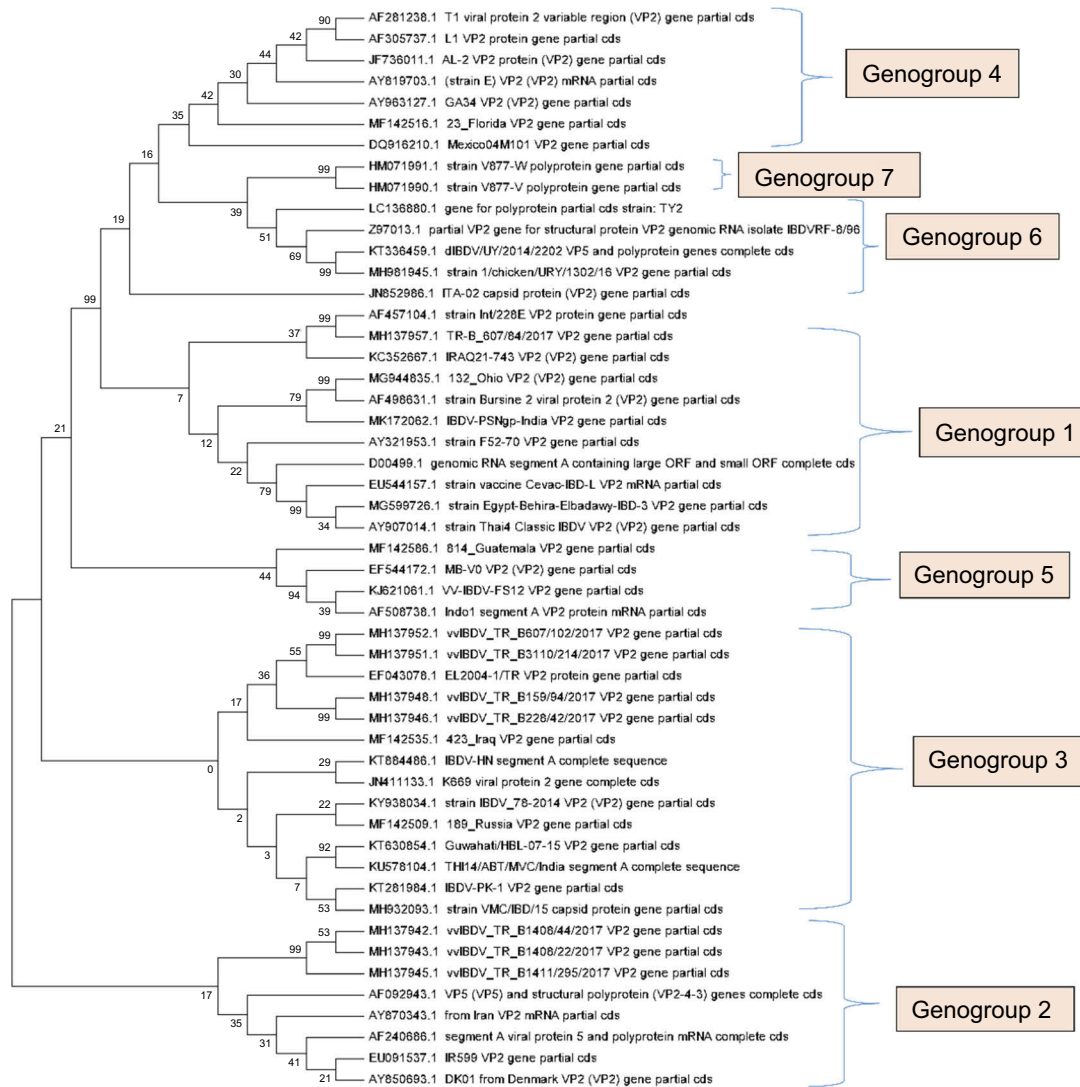 AF281238.1 T1 viral protein 2 variable region (VP2) gene partial cds
AF305737.1 L1 VP2 protein gene partial cds
JF736011.1 AL-2 VP2 protein (VP2) gene partial cds
AY819703.1 (strain E) VP2 (VP2) mRNA partial cds
AY963127.1 GA34 VP2 (VP2) gene partial cds
MF142516.1 23_Florida VP2 gene partial cds
DQ916210.1 Mexico04M101 VP2 gene partial cds
HM071991.1 strain V877-W polyprotein gene partial cds
HM071990.1 strain V877-V polyprotein gene partial cds
LC136880.1 gene for polyprotein partial cds strain: TY2
Z97013.1 partial VP2 gene for structural protein VP2 genomic RNA isolate IBDVRF-8/96
KT336459.1 dIBDV/UY/2014/2202 VP5 and polyprotein genes complete cds
MH981945.1 strain 1/chicken/URY/1302/16 VP2 gene partial cds
JN852986.1 ITA-02 capsid protein (VP2) gene partial cds
AF457104.1 strain Int/228E VP2 protein gene partial cds
MH137957.1 TR-B_607/84/2017 VP2 gene partial cds
KC352667.1 IRAQ21-743 VP2 (VP2) gene partial cds
MG944835.1 132_Ohio VP2 (VP2) gene partial cds
AF498631.1 strain Bursine 2 viral protein 2 (VP2) gene partial cds
MK172062.1 IBDV-PSNgp-India VP2 gene partial cds
AY321953.1 strain F52-70 VP2 gene partial cds
D00499.1 genomic RNA segment A containing large ORF and small ORF complete cds
EU544157.1 strain vaccine Cevac-IBD-L VP2 mRNA partial cds
MG599726.1 strain Egypt-Behira-Elbadawy-IBD-3 VP2 gene partial cds
AY907014.1 strain Thai4 Classic IBDV VP2 (VP2) gene partial cds
MF142586.1 814_Guatemala VP2 gene partial cds
EF544172.1 MB-V0 VP2 (VP2) gene partial cds
KJ621061.1 VV-IBDV-FS12 VP2 gene partial cds
AF508738.1 Indo1 segment A VP2 protein mRNA partial cds
MH137952.1 vvIBDV_TR_B607/102/2017 VP2 gene partial cds
MH137951.1 vvIBDV_TR_B3110/214/2017 VP2 gene partial cds
EF043078.1 EL2004-1/TR VP2 protein gene partial cds
MH137948.1 vvIBDV_TR_B159/94/2017 VP2 gene partial cds
MH137946.1 vvIBDV_TR_B228/42/2017 VP2 gene partial cds
MF142535.1 423_Iraq VP2 gene partial cds
KT884486.1 IBDV-HN segment A complete sequence
JN411133.1 K669 viral protein 2 gene complete cds
KY938034.1 strain IBDV_78-2014 VP2 (VP2) gene partial cds
MF142509.1 189_Russia VP2 gene partial cds
KT630854.1 Guwahati/HBL-07-15 VP2 gene partial cds
KU578104.1 THI14/ABT/MVC/India segment A complete sequence
KT281984.1 IBDV-PK-1 VP2 gene partial cds
MH932093.1 strain VMC/IBD/15 capsid protein gene partial cds
MH137942.1 vvIBDV_TR_B1408/44/2017 VP2 gene partial cds
MH137943.1 vvIBDV_TR_B1408/22/2017 VP2 gene partial cds
MH137945.1 vvIBDV_TR_B1411/295/2017 VP2 gene partial cds
AF092943.1 VP5 (VP5) and structural polyprotein (VP2-4-3) genes complete cds
AY870343.1 from Iran VP2 mRNA partial cds
AF240686.1 segment A viral protein 5 and polyprotein mRNA complete cds
EU091537.1 IR599 VP2 gene partial cds
AY850693.1 DK01 from Denmark VP2 (VP2) gene partial cds
Genogroup 4
Genogroup 7
Genogroup 6
Genogroup 1
Genogroup 5
Genogroup 3
Genogroup 2
90
42
44
30
42
35
16
99
39
51
69
99
19
99
99
37
7
99
79
12
22
79
99
34
21
44
94
39
99
55
36
17
99
0
29
2
22
3
92
7
53
53
99
17
35
31
41
21